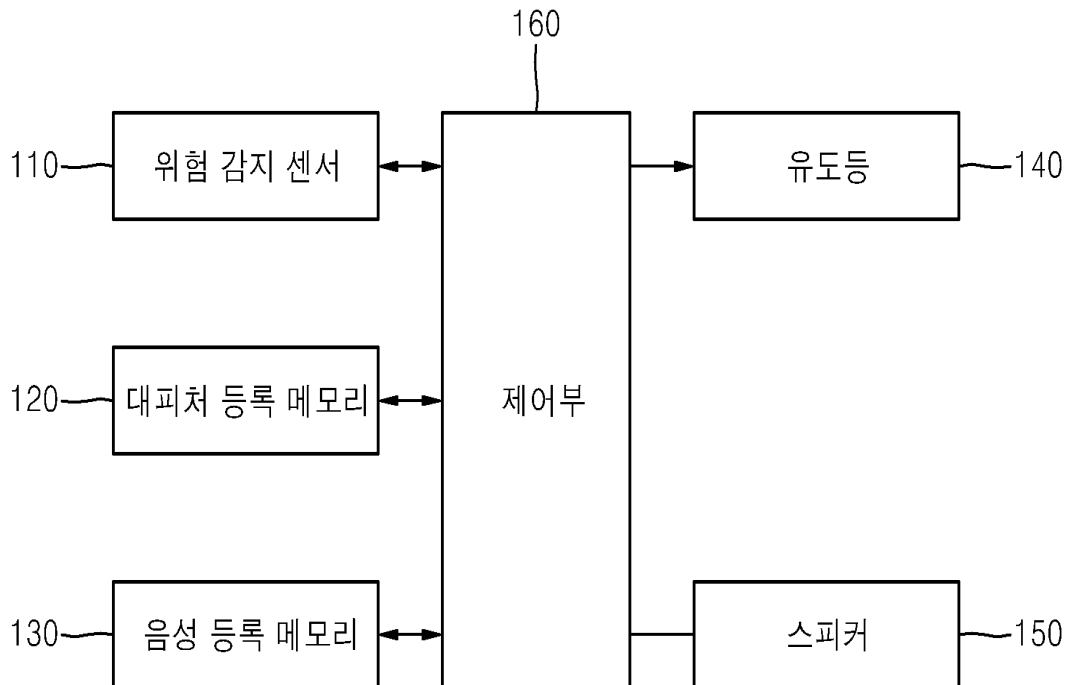 160
110
위험 감지 센서
유도등
140
120
대피처 등록 메모리
제어부
130
음성 등록 메모리
스피커
150